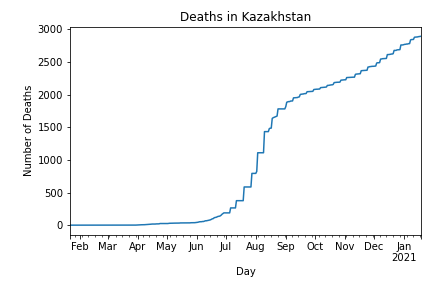 Deaths in Kazakhstan
3000
2500
2000
1500
1000
500
0
Number of Deaths
Feb Mar Apr May Jun Jul Aug Sep Oct Nov Dec Jan
2021
Day